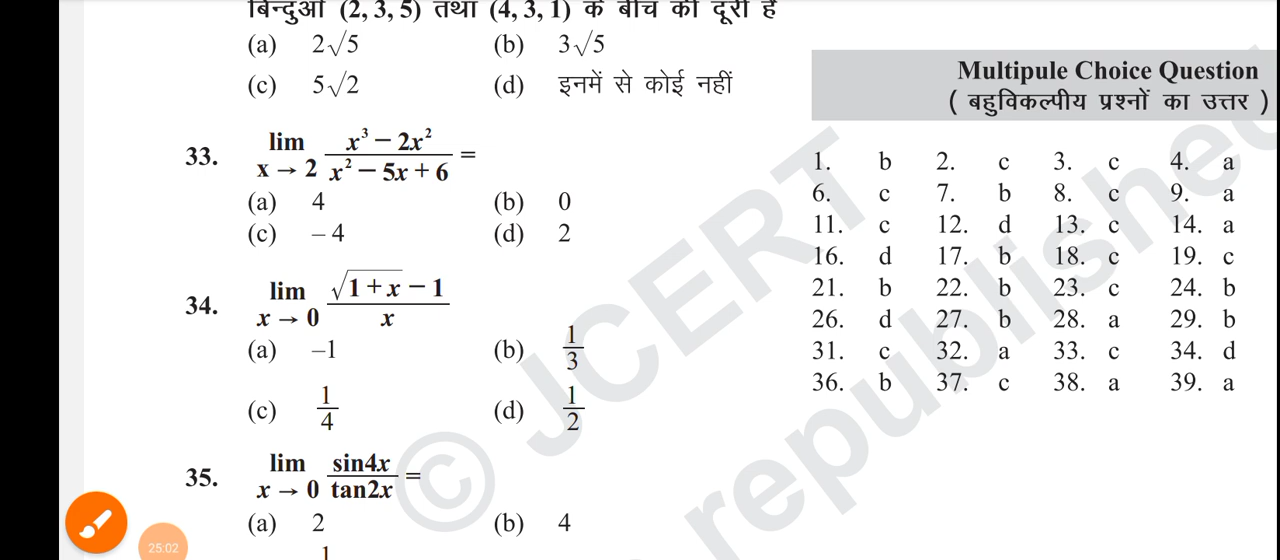 बिन्दुओं (2, 3, 5) तथा (4, 3, 1) के बीच की दूरी है
(a) 2√5 (b) 3√5
(c) 5√2 (d) इनमें से कोई नहीं
33. lim x → 2 (x³ − 2x²)/(x² − 5x + 6) =
(a) 4 (b) 0
(c) − 4 (d) 2
34. lim x → 0 (√(1 + x) − 1)/x
(a) −1 (b) 1/3
(c) 1/4 (d) 1/2
35. lim x → 0 sin4x/tan2x =
(a) 2 (b) 4
1
Multipule Choice Question
( बहुविकल्पीय प्रश्नों का उत्तर )
1. b 2. c 3. c 4. a
6. c 7. b 8. c 9. a
11. c 12. d 13. c 14. a
16. d 17. b 18. c 19. c
21. b 22. b 23. c 24. b
26. d 27. b 28. a 29. b
31. c 32. a 33. c 34. d
36. b 37. c 38. a 39. a
© JCERT
republished
25:02